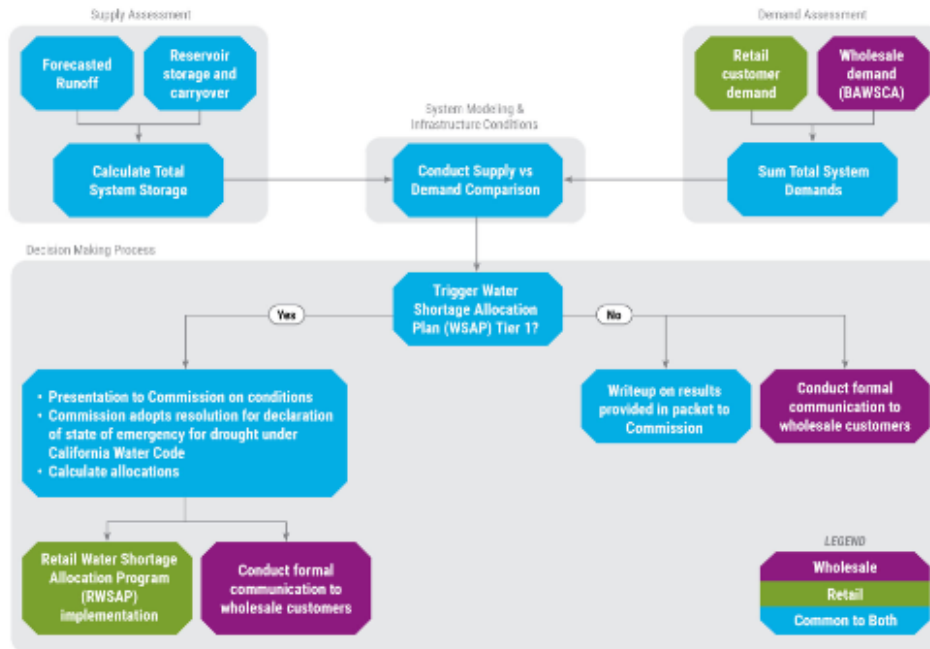 Supply Assessment
Demand Assessment
Forecasted
Runoff
Reservoir
storage and
carryover
Retail
customer
demand
Wholesale
demand
(BAWSCA)
System Modeling &
Infrastructure Conditions
Calculate Total
System Storage
Conduct Supply vs
Demand Comparison
Sum Total System
Demands
Decision Making Process
Trigger Water
Shortage Allocation
Plan (WSAP) Tier 1?
Yes
No
• Presentation to Commission on conditions
• Commission adopts resolution for declaration
of state of emergency for drought under
California Water Code
• Calculate allocations
Writeup on results
provided in packet to
Commission
Conduct formal
communication to
wholesale customers
Retail Water Shortage
Allocation Program
(RWSAP)
implementation
Conduct formal
communication to
wholesale customers
LEGEND
Wholesale
Retail
Common to Both